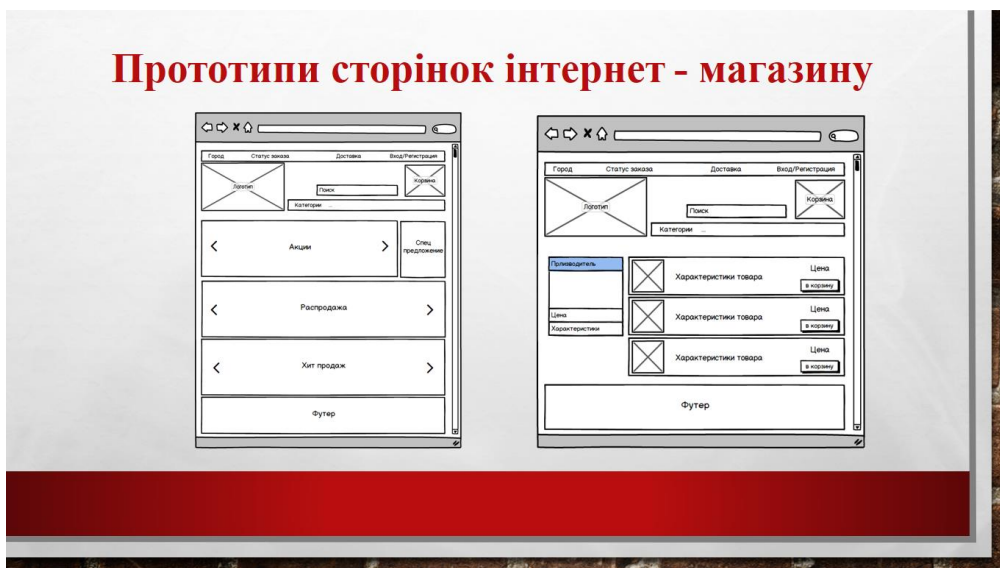 Прототипи сторінок інтернет - магазину
Город Статус заказа Доставка Вход/Регистрация
Логотип
Корзина
Поиск
Категории ...
Акции
Спец
предложение
Распродажа
Хит продаж
Футер
Город Статус заказа Доставка Вход/Регистрация
Логотип
Корзина
Поиск
Категории ...
Цена
Характеристики
Характеристики товара
Цена
в корзину
Характеристики товара
Цена
в корзину
Характеристики товара
Цена
в корзину
Футер